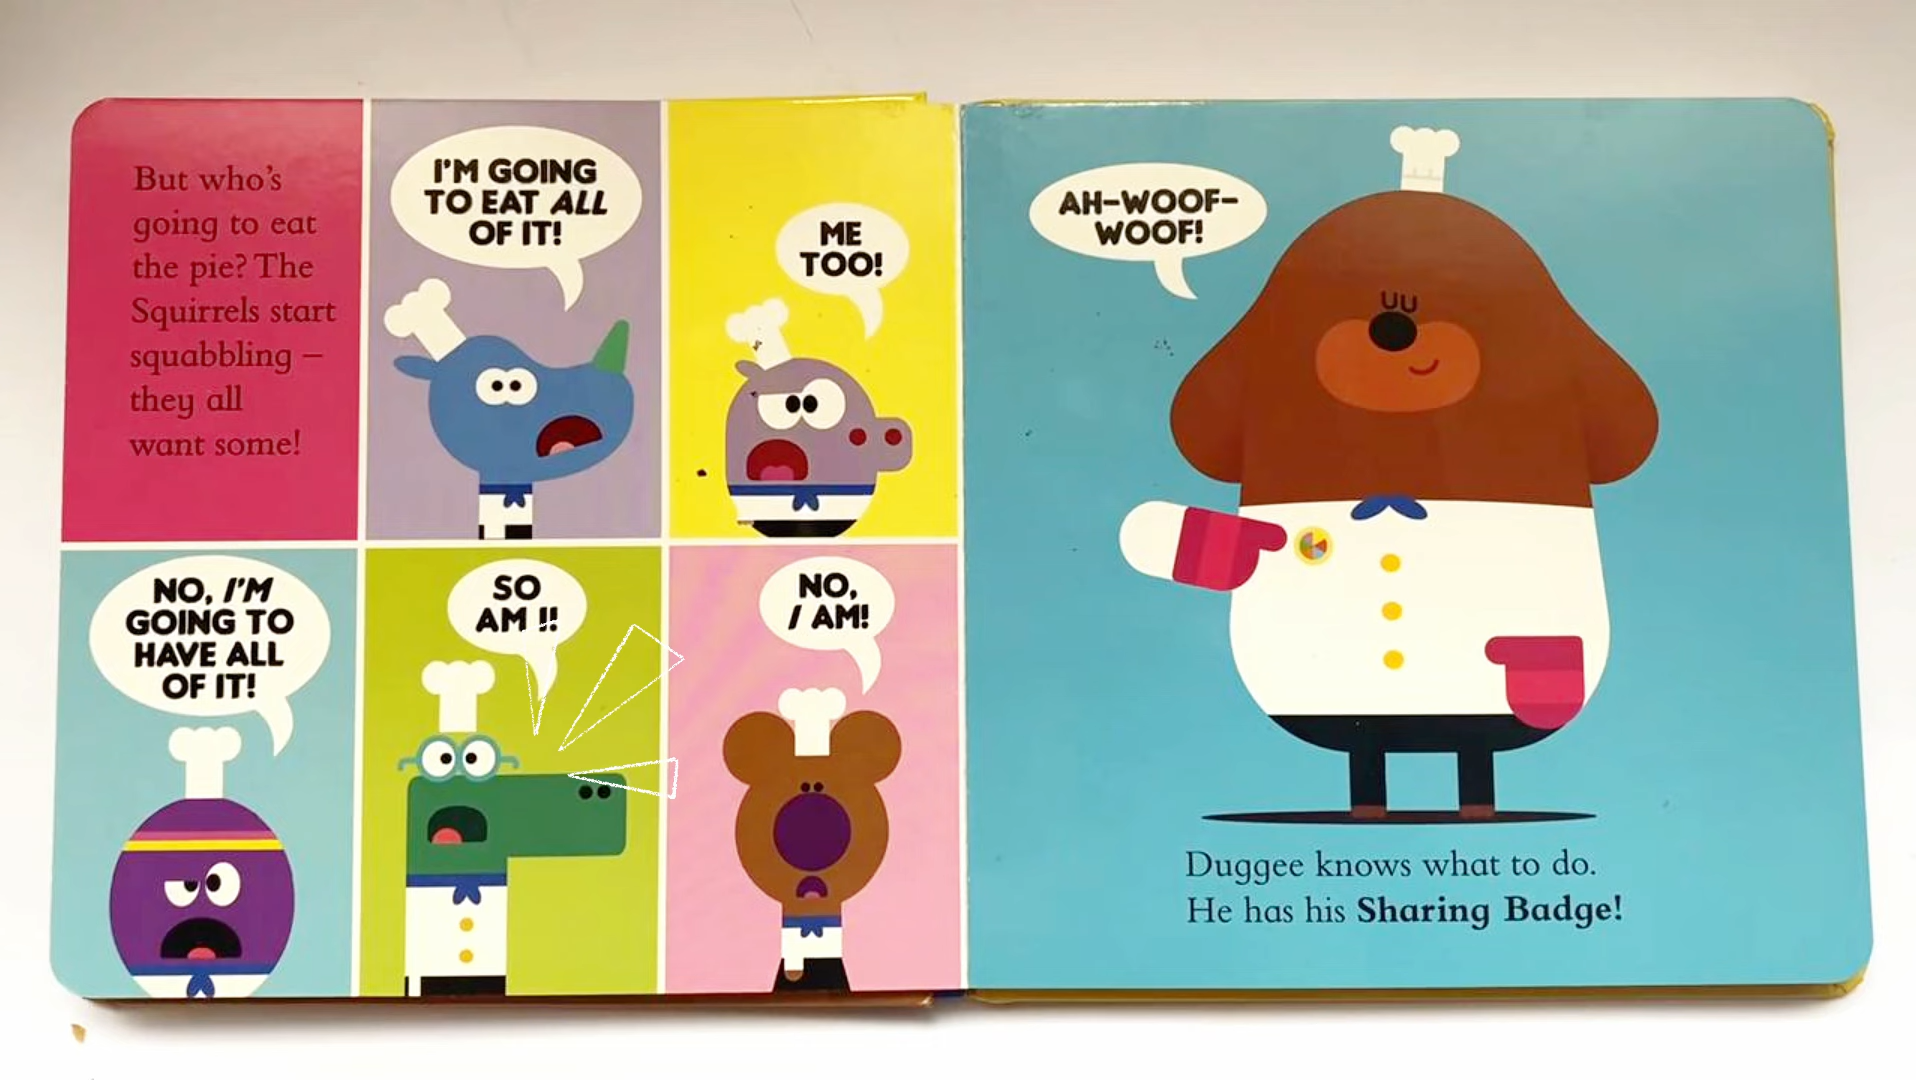 But who's
going to eat
the pie? The
Squirrels start
squabbling –
they all
want some!
I'M GOING
TO EAT ALL
OF IT!
ME
TOO!
NO, I'M
GOING TO
HAVE ALL
OF IT!
SO
AM I!
NO,
I AM!
AH-WOOF-
WOOF!
Duggee knows what to do.
He has his Sharing Badge!